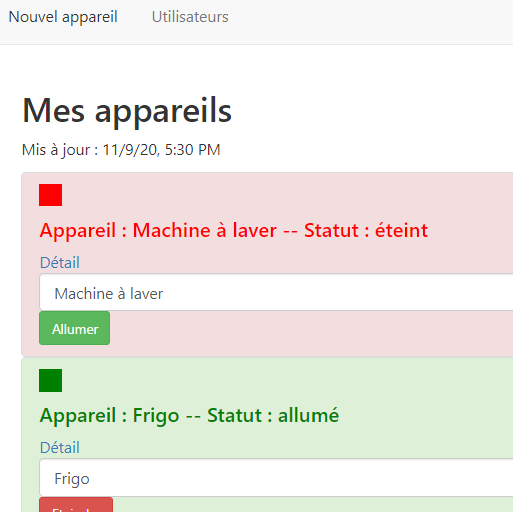 Nouvel appareil Utilisateurs
Mes appareils
Mis à jour : 11/9/20, 5:30 PM
Appareil : Machine à laver -- Statut : éteint
Détail
Machine à laver
Allumer
Appareil : Frigo -- Statut : allumé
Détail
Frigo